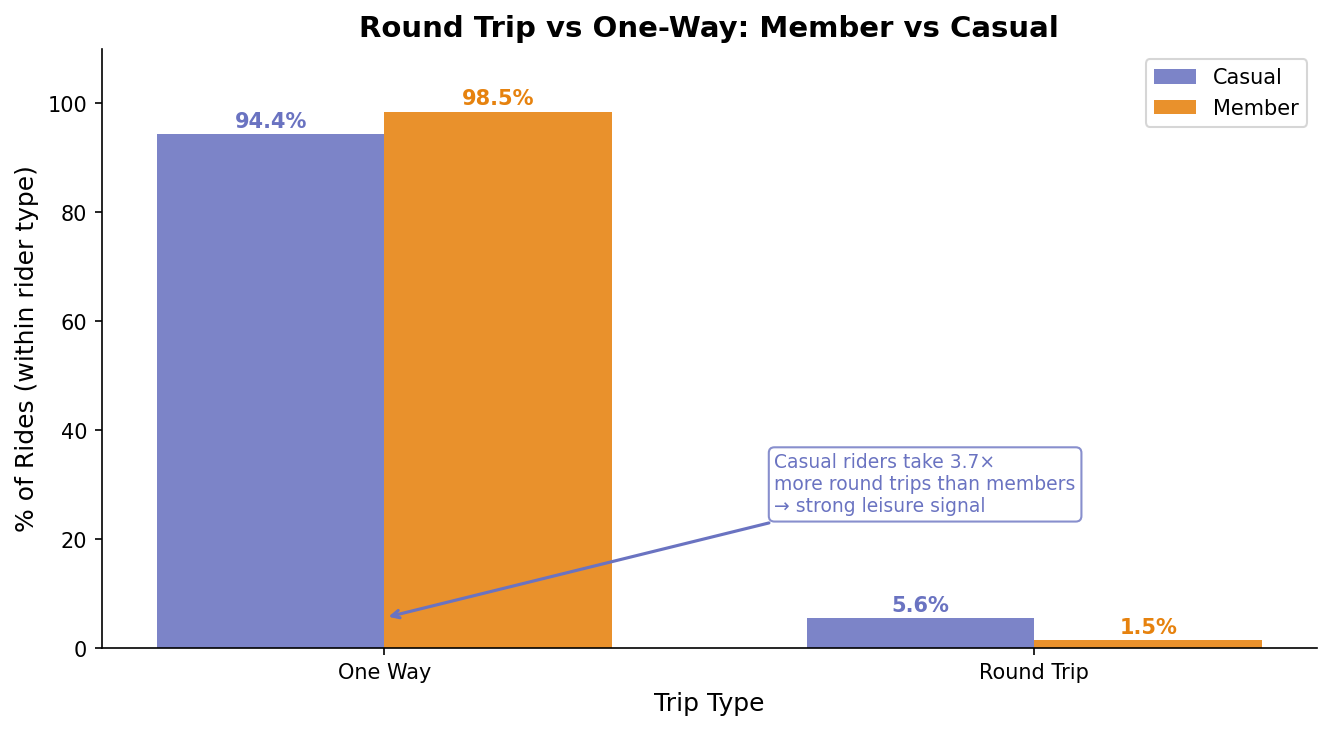 Round Trip vs One-Way: Member vs Casual
Casual
Member
% of Rides (within rider type)
100
80
60
40
20
0
94.4%
98.5%
Casual riders take 3.7×
more round trips than members
→ strong leisure signal
5.6%
1.5%
One Way
Round Trip
Trip Type